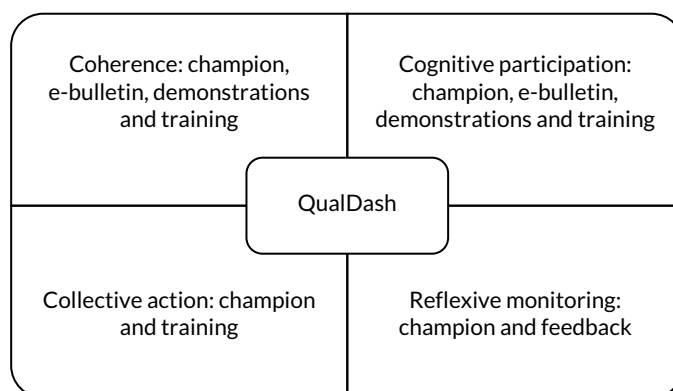 Coherence: champion,
e-bulletin, demonstrations
and training
Cognitive participation:
champion, e-bulletin,
demonstrations and training
QualDash
Collective action: champion
and training
Reflexive monitoring:
champion and feedback